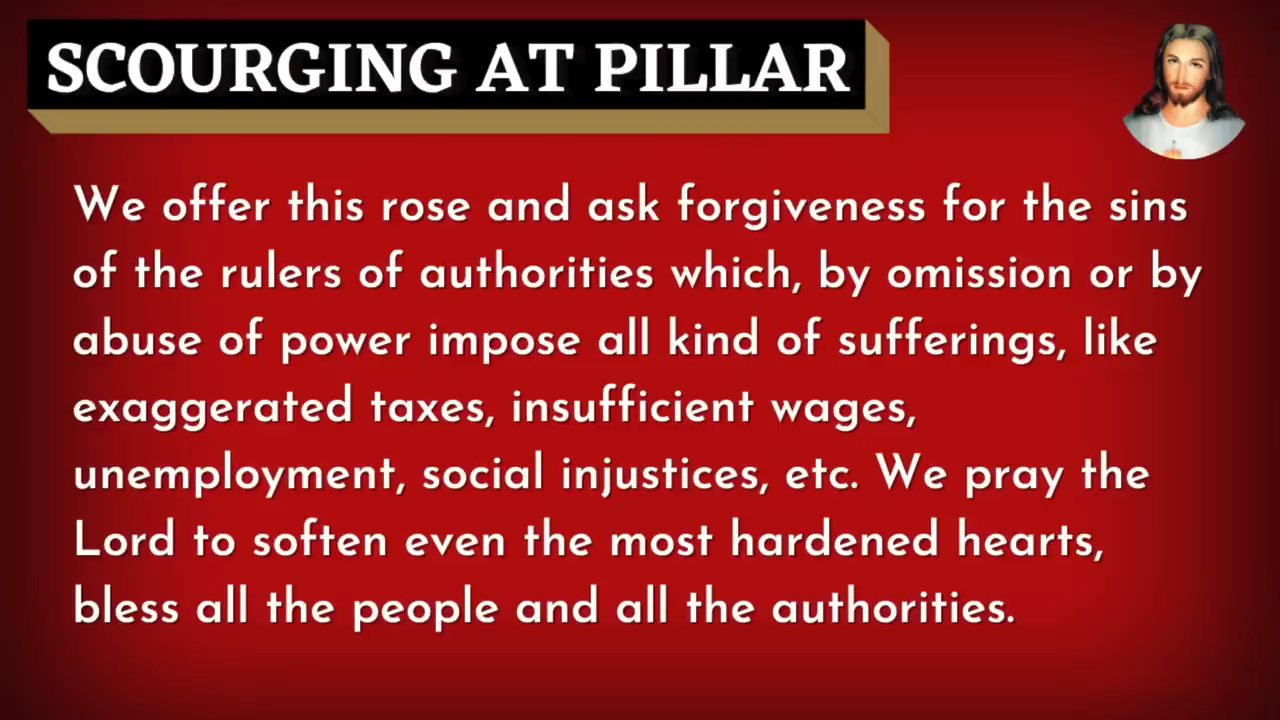 SCOURGING AT PILLAR
We offer this rose and ask forgiveness for the sins
of the rulers of authorities which, by omission or by
abuse of power impose all kind of sufferings, like
exaggerated taxes, insufficient wages,
unemployment, social injustices, etc. We pray the
Lord to soften even the most hardened hearts,
bless all the people and all the authorities.